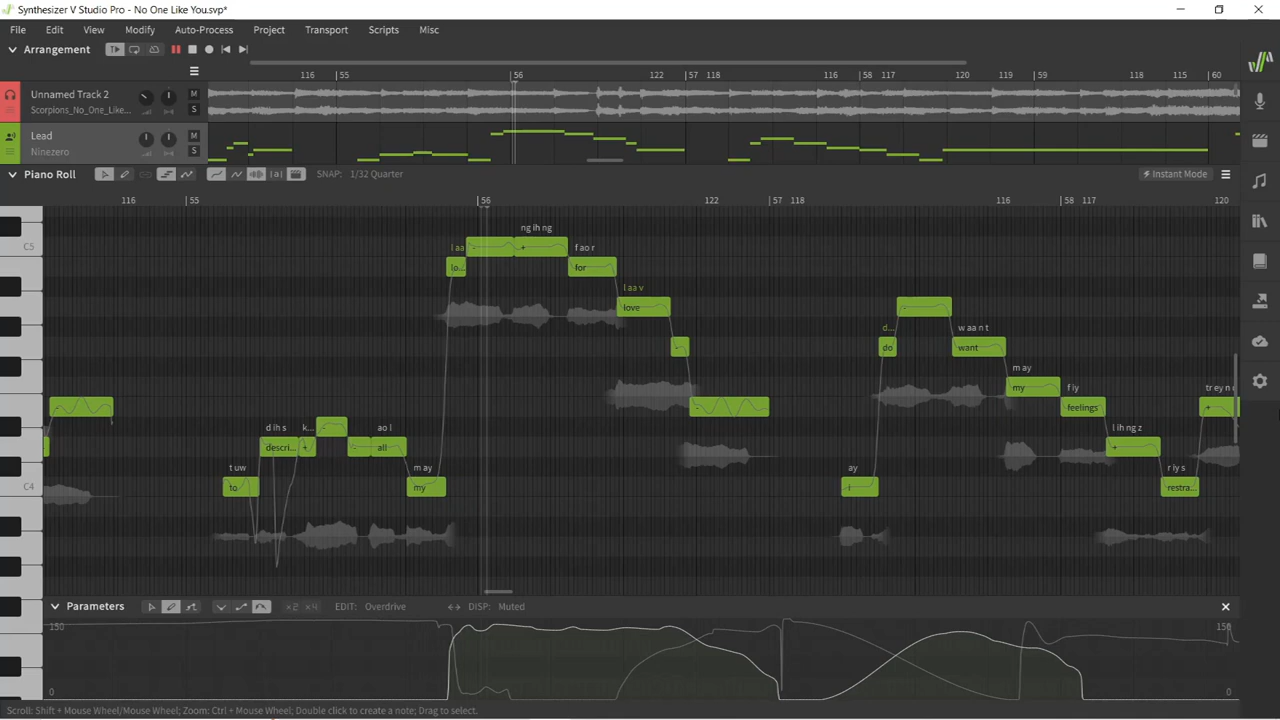 Synthesizer V Studio Pro - No One Like You.svp*
File Edit View Modify Auto-Process Project Transport Scripts Misc
Arrangement
116 55 56 122 57 118 116 58 117 120 119 59 118 115 60
Unnamed Track 2 M
Scorpions_No_One_Like... S
Lead M
Ninezero S
Piano Roll SNAP: 1/32 Quarter Instant Mode
116 55 56 122 57 118 116 58 117 120
ng ih ng
C5 l aa - + f ao r
lo... for
l aa v
- love
d... w aa n t
- do want
m ay
my f iy tr ey n
- - feelings +
d ih s k... - ao l l ih ng z
descri... + - all +
t uw m ay ay r iy s
C4 to my i restra...
Parameters x2 x4 EDIT: Overdrive DISP: Muted
150 150
0 0
Scroll: Shift + Mouse Wheel/Mouse Wheel; Zoom: Ctrl + Mouse Wheel; Double click to create a note; Drag to select.